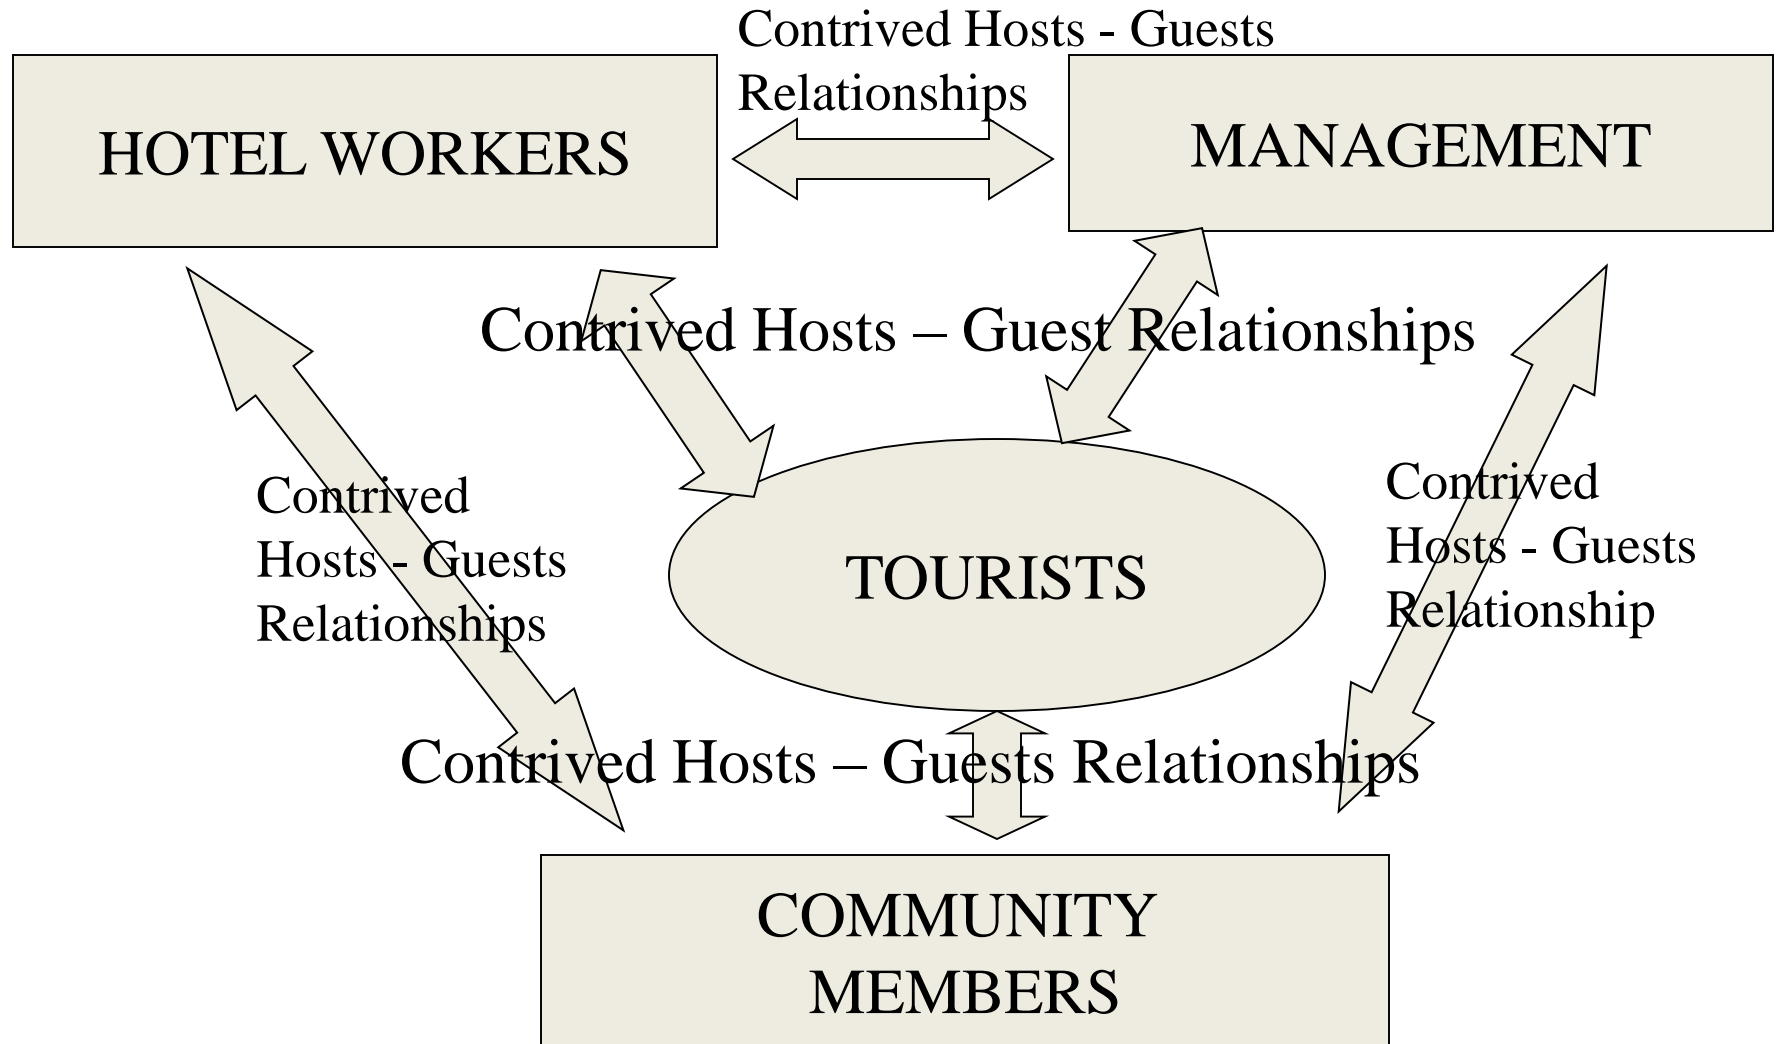 Contrived Hosts - Guests
Relationships
HOTEL WORKERS
MANAGEMENT
Contrived Hosts – Guest Relationships
Contrived
Hosts - Guests
Relationships
TOURISTS
Contrived
Hosts - Guests
Relationship
Contrived Hosts – Guests Relationships
COMMUNITY
MEMBERS